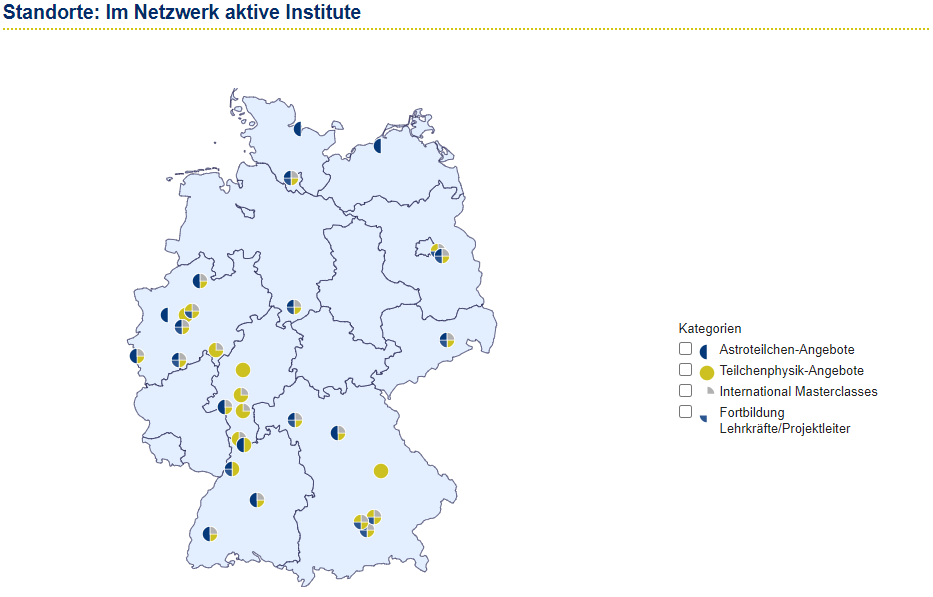 Standorte: Im Netzwerk aktive Institute
Kategorien
Astroteilchen-Angebote
Teilchenphysik-Angebote
International Masterclasses
Fortbildung
Lehrkräfte/Projektleiter